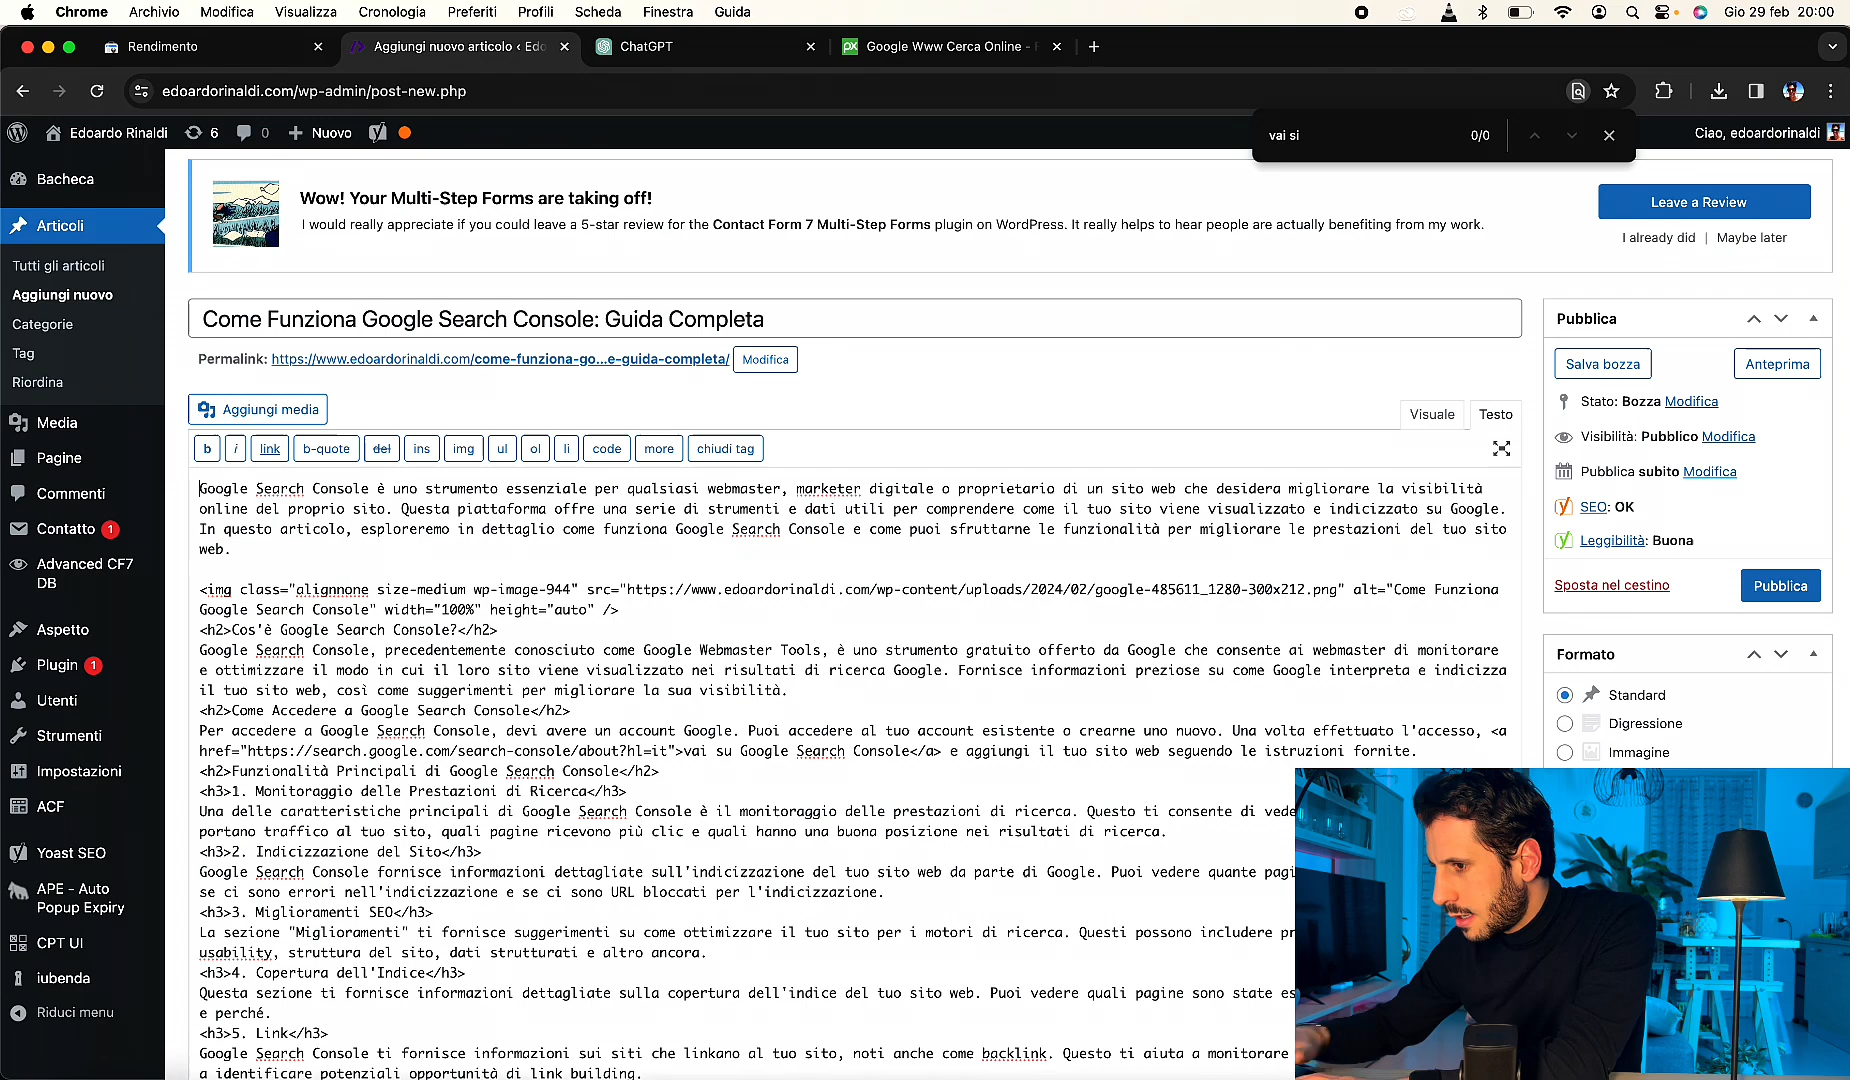 Chrome Archivio Modifica Visualizza Cronologia Preferiti Profili Scheda Finestra Guida Gio 29 feb 20:00
Rendimento Aggiungi nuovo articolo ‹ Edo ChatGPT Google Www Cerca Online -
edoardorinaldi.com/wp-admin/post-new.php
Edoardo Rinaldi 6 0 Nuovo Ciao, edoardorinaldi
vai si 0/0
Bacheca
Articoli
Tutti gli articoli
Aggiungi nuovo
Categorie
Tag
Riordina
Media
Pagine
Commenti
Contatto 1
Advanced CF7
DB
Aspetto
Plugin 1
Utenti
Strumenti
Impostazioni
ACF
Yoast SEO
APE - Auto
Popup Expiry
CPT UI
iubenda
Riduci menu
Wow! Your Multi-Step Forms are taking off!
I would really appreciate if you could leave a 5-star review for the Contact Form 7 Multi-Step Forms plugin on WordPress. It really helps to hear people are actually benefiting from my work.
Leave a Review
I already did | Maybe later
Come Funziona Google Search Console: Guida Completa
Permalink: https://www.edoardorinaldi.com/come-funziona-go...e-guida-completa/ Modifica
Aggiungi media
Visuale Testo
b i link b-quote del ins img ul ol li code more chiudi tag
Google Search Console è uno strumento essenziale per qualsiasi webmaster, marketer digitale o proprietario di un sito web che desidera migliorare la visibilità
online del proprio sito. Questa piattaforma offre una serie di strumenti e dati utili per comprendere come il tuo sito viene visualizzato e indicizzato su Google.
In questo articolo, esploreremo in dettaglio come funziona Google Search Console e come puoi sfruttarne le funzionalità per migliorare le prestazioni del tuo sito
web.
<img class="alignnone size-medium wp-image-944" src="https://www.edoardorinaldi.com/wp-content/uploads/2024/02/google-485611_1280-300x212.png" alt="Come Funziona
Google Search Console" width="100%" height="auto" />
<h2>Cos'è Google Search Console?</h2>
Google Search Console, precedentemente conosciuto come Google Webmaster Tools, è uno strumento gratuito offerto da Google che consente ai webmaster di monitorare
e ottimizzare il modo in cui il loro sito viene visualizzato nei risultati di ricerca Google. Fornisce informazioni preziose su come Google interpreta e indicizza
il tuo sito web, così come suggerimenti per migliorare la sua visibilità.
<h2>Come Accedere a Google Search Console</h2>
Per accedere a Google Search Console, devi avere un account Google. Puoi accedere al tuo account esistente o crearne uno nuovo. Una volta effettuato l'accesso, <a
href="https://search.google.com/search-console/about?hl=it">vai su Google Search Console</a> e aggiungi il tuo sito web seguendo le istruzioni fornite.
<h2>Funzionalità Principali di Google Search Console</h2>
<h3>1. Monitoraggio delle Prestazioni di Ricerca</h3>
Una delle caratteristiche principali di Google Search Console è il monitoraggio delle prestazioni di ricerca. Questo ti consente di vede
portano traffico al tuo sito, quali pagine ricevono più clic e quali hanno una buona posizione nei risultati di ricerca.
<h3>2. Indicizzazione del Sito</h3>
Google Search Console fornisce informazioni dettagliate sull'indicizzazione del tuo sito web da parte di Google. Puoi vedere quante pagi
se ci sono errori nell'indicizzazione e se ci sono URL bloccati per l'indicizzazione.
<h3>3. Miglioramenti SEO</h3>
La sezione "Miglioramenti" ti fornisce suggerimenti su come ottimizzare il tuo sito per i motori di ricerca. Questi possono includere pr
usability, struttura del sito, dati strutturati e altro ancora.
<h3>4. Copertura dell'Indice</h3>
Questa sezione ti fornisce informazioni dettagliate sulla copertura dell'indice del tuo sito web. Puoi vedere quali pagine sono state es
e perché.
<h3>5. Link</h3>
Google Search Console ti fornisce informazioni sui siti che linkano al tuo sito, noti anche come backlink. Questo ti aiuta a monitorare
a identificare potenziali opportunità di link building.
Pubblica
Salva bozza Anteprima
Stato: Bozza Modifica
Visibilità: Pubblico Modifica
Pubblica subito Modifica
SEO: OK
Leggibilità: Buona
Sposta nel cestino Pubblica
Formato
Standard
Digressione
Immagine